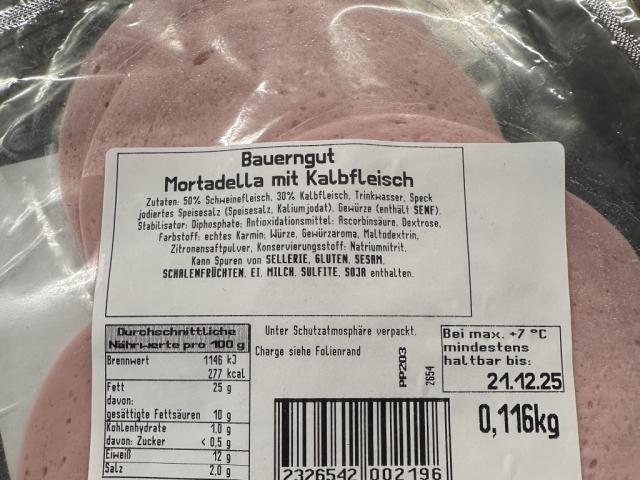 Bauerngut
Mortadella mit Kalbfleisch
Zutaten: 50% Schweinefleisch, 30% Kalbfleisch, Trinkwasser, Speck
jodiertes Speisesalz (Speisesalz, Kaliumjodat), Gewürze (enthält SENF).
Stabilisator: Diphosphate; Antioxidationsmittel: Ascorbinsäure, Dextrose,
Farbstoff: echtes Karmin; Würze, Gewürzaroma, Maltodextrin,
Zitronensaftpulver, Konservierungsstoff: Natriumnitrit.
Kann Spuren von SELLERIE, GLUTEN, SESAM,
SCHALENFRÜCHTEN, EI, MILCH, SULFITE, SOJA enthalten.
Durchschnittliche
Nährwerte pro 100 g
Brennwert 1146 kJ
277 kcal
Fett 25 g
davon:
gesättigte Fettsäuren 10 g
Kohlenhydrate 1,0 g
davon: Zucker < 0,5 g
Eiweiß 12 g
Salz 2,0 g
Unter Schutzatmosphäre verpackt.
Charge siehe Folienrand
PP203
2654
2326542 002196
Bei max. +7 °C
mindestens
haltbar bis:
21.12.25
0,116kg